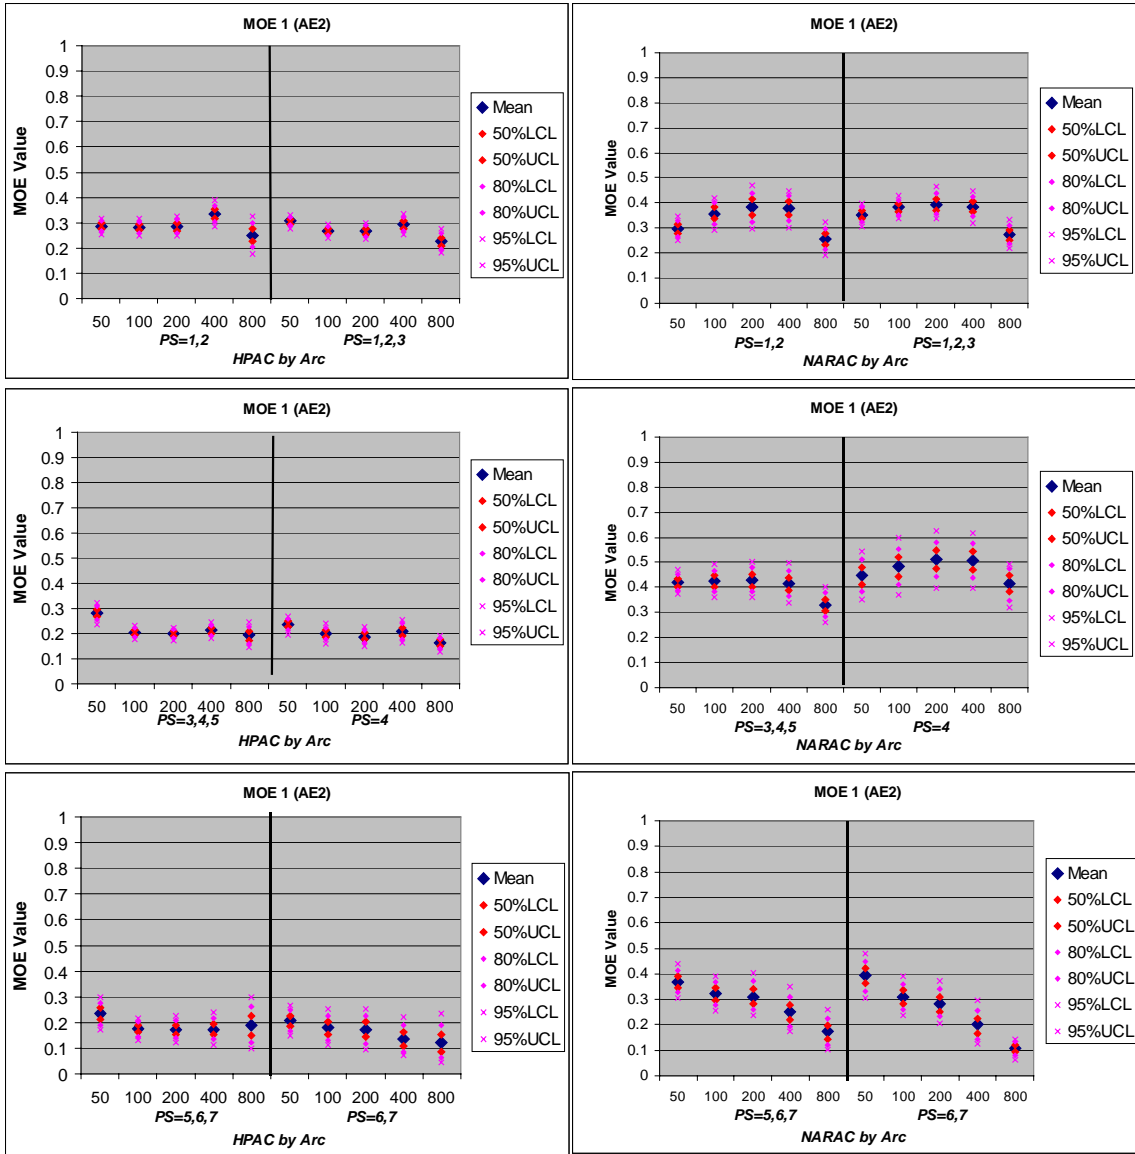 MOE 1 (AE2)
MOE Value
1
0.9
0.8
0.7
0.6
0.5
0.4
0.3
0.2
0.1
0
50 100 200 400 800 50 100 200 400 800
PS=1,2 PS=1,2,3
HPAC by Arc
Mean
50%LCL
50%UCL
80%LCL
80%UCL
95%LCL
95%UCL
MOE 1 (AE2)
MOE Value
1
0.9
0.8
0.7
0.6
0.5
0.4
0.3
0.2
0.1
0
50 100 200 400 800 50 100 200 400 800
PS=1,2 PS=1,2,3
NARAC by Arc
Mean
50%LCL
50%UCL
80%LCL
80%UCL
95%LCL
95%UCL
MOE 1 (AE2)
MOE Value
1
0.9
0.8
0.7
0.6
0.5
0.4
0.3
0.2
0.1
0
50 100 200 400 800 50 100 200 400 800
PS=3,4,5 PS=4
HPAC by Arc
Mean
50%LCL
50%UCL
80%LCL
80%UCL
95%LCL
95%UCL
MOE 1 (AE2)
MOE Value
1
0.9
0.8
0.7
0.6
0.5
0.4
0.3
0.2
0.1
0
50 100 200 400 800 50 100 200 400 800
PS=3,4,5 PS=4
NARAC by Arc
Mean
50%LCL
50%UCL
80%LCL
80%UCL
95%LCL
95%UCL
MOE 1 (AE2)
MOE Value
1
0.9
0.8
0.7
0.6
0.5
0.4
0.3
0.2
0.1
0
50 100 200 400 800 50 100 200 400 800
PS=5,6,7 PS=6,7
HPAC by Arc
Mean
50%LCL
50%UCL
80%LCL
80%UCL
95%LCL
95%UCL
MOE 1 (AE2)
MOE Value
1
0.9
0.8
0.7
0.6
0.5
0.4
0.3
0.2
0.1
0
50 100 200 400 800 50 100 200 400 800
PS=5,6,7 PS=6,7
NARAC by Arc
Mean
50%LCL
50%UCL
80%LCL
80%UCL
95%LCL
95%UCL